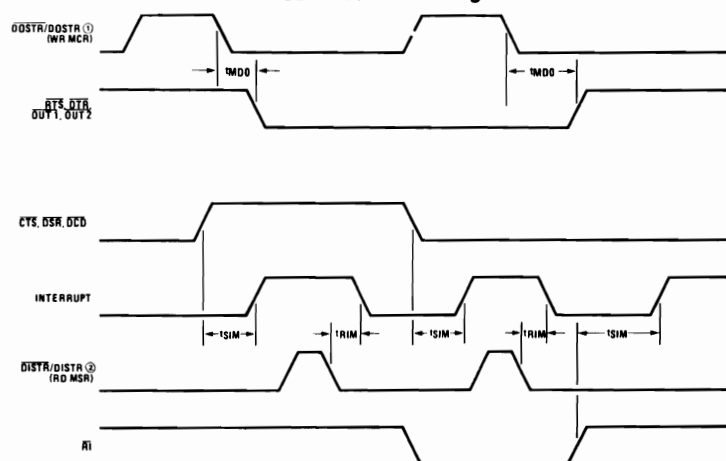 DOSTR/DOSTR ①
(WR MCR)
tMDO
tMDO
RTS, DTR,
OUT 1, OUT 2
CTS, DSR, DCD
INTERRUPT
tSIM
tRIM
tSIM
tRIM
tSIM
DISTR/DISTR ②
(RD MSR)
RI